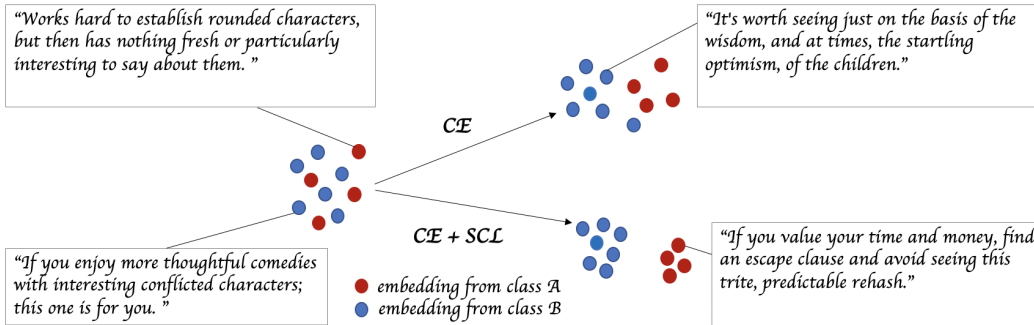 "Works hard to establish rounded characters,
but then has nothing fresh or particularly
interesting to say about them. "
"It's worth seeing just on the basis of the
wisdom, and at times, the startling
optimism, of the children."
CE
CE + SCL
"If you enjoy more thoughtful comedies
with interesting conflicted characters;
this one is for you. "
embedding from class A
embedding from class B
"If you value your time and money, find
an escape clause and avoid seeing this
trite, predictable rehash."